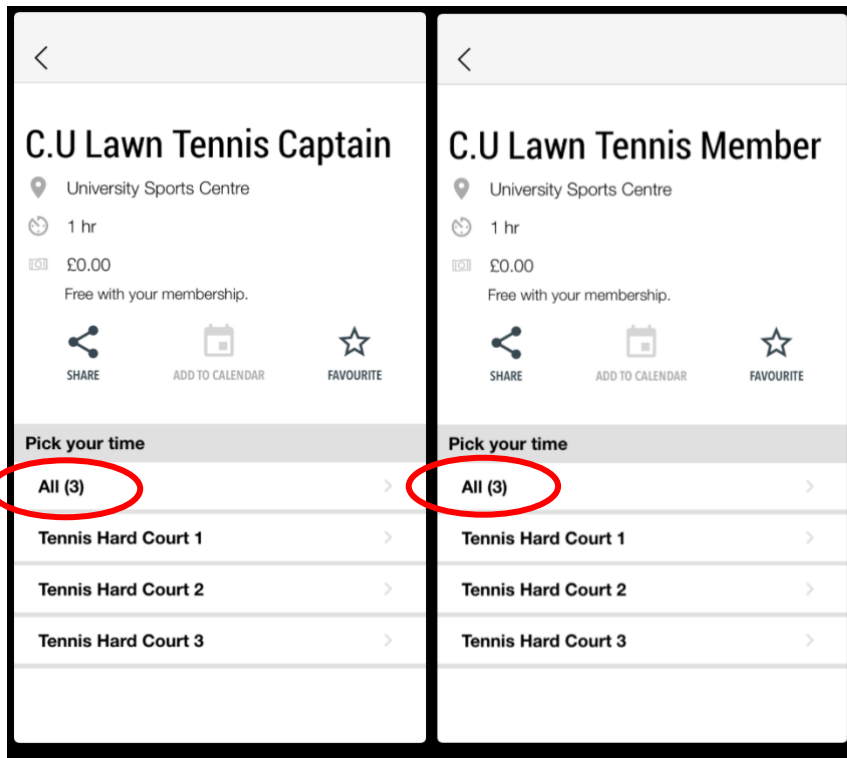 C.U Lawn Tennis Captain
University Sports Centre
1 hr
£0.00
Free with your membership.
SHARE ADD TO CALENDAR FAVOURITE
Pick your time
All (3)
Tennis Hard Court 1
Tennis Hard Court 2
Tennis Hard Court 3
C.U Lawn Tennis Member
University Sports Centre
1 hr
£0.00
Free with your membership.
SHARE ADD TO CALENDAR FAVOURITE
Pick your time
All (3)
Tennis Hard Court 1
Tennis Hard Court 2
Tennis Hard Court 3